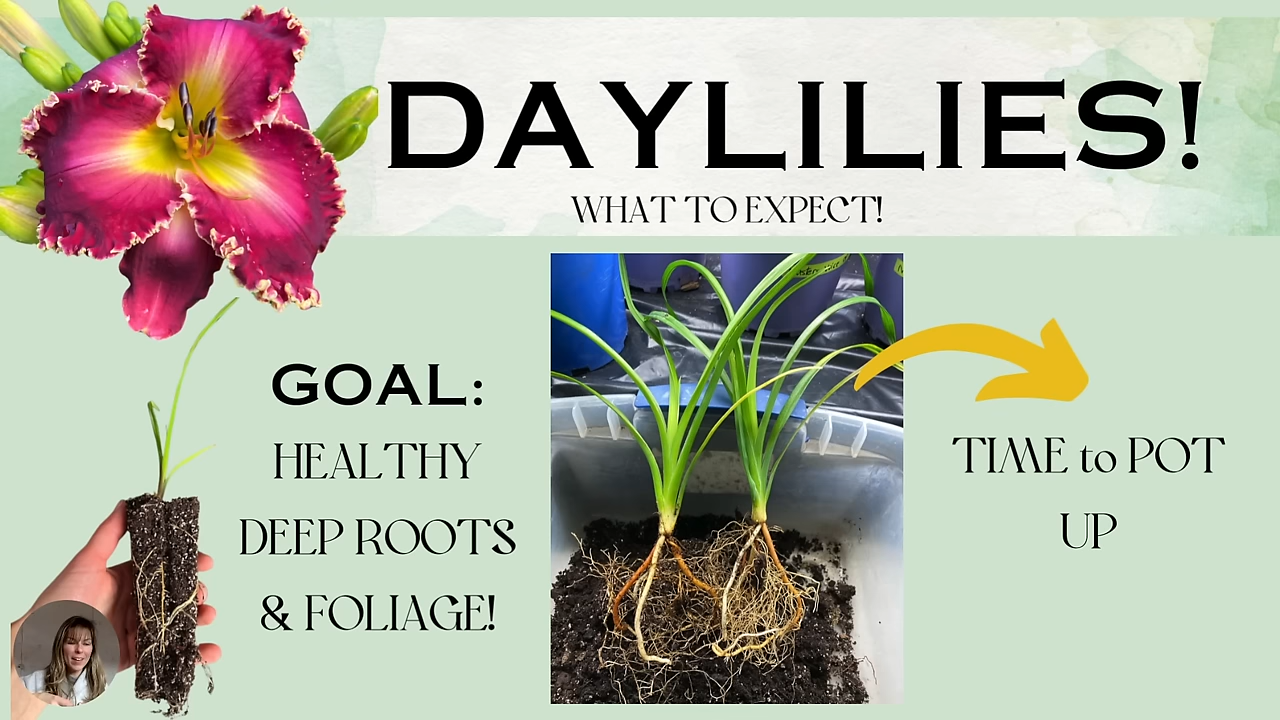 DAYLILIES!
WHAT TO EXPECT!
GOAL:
HEALTHY
DEEP ROOTS
& FOLIAGE!
TIME to POT
UP